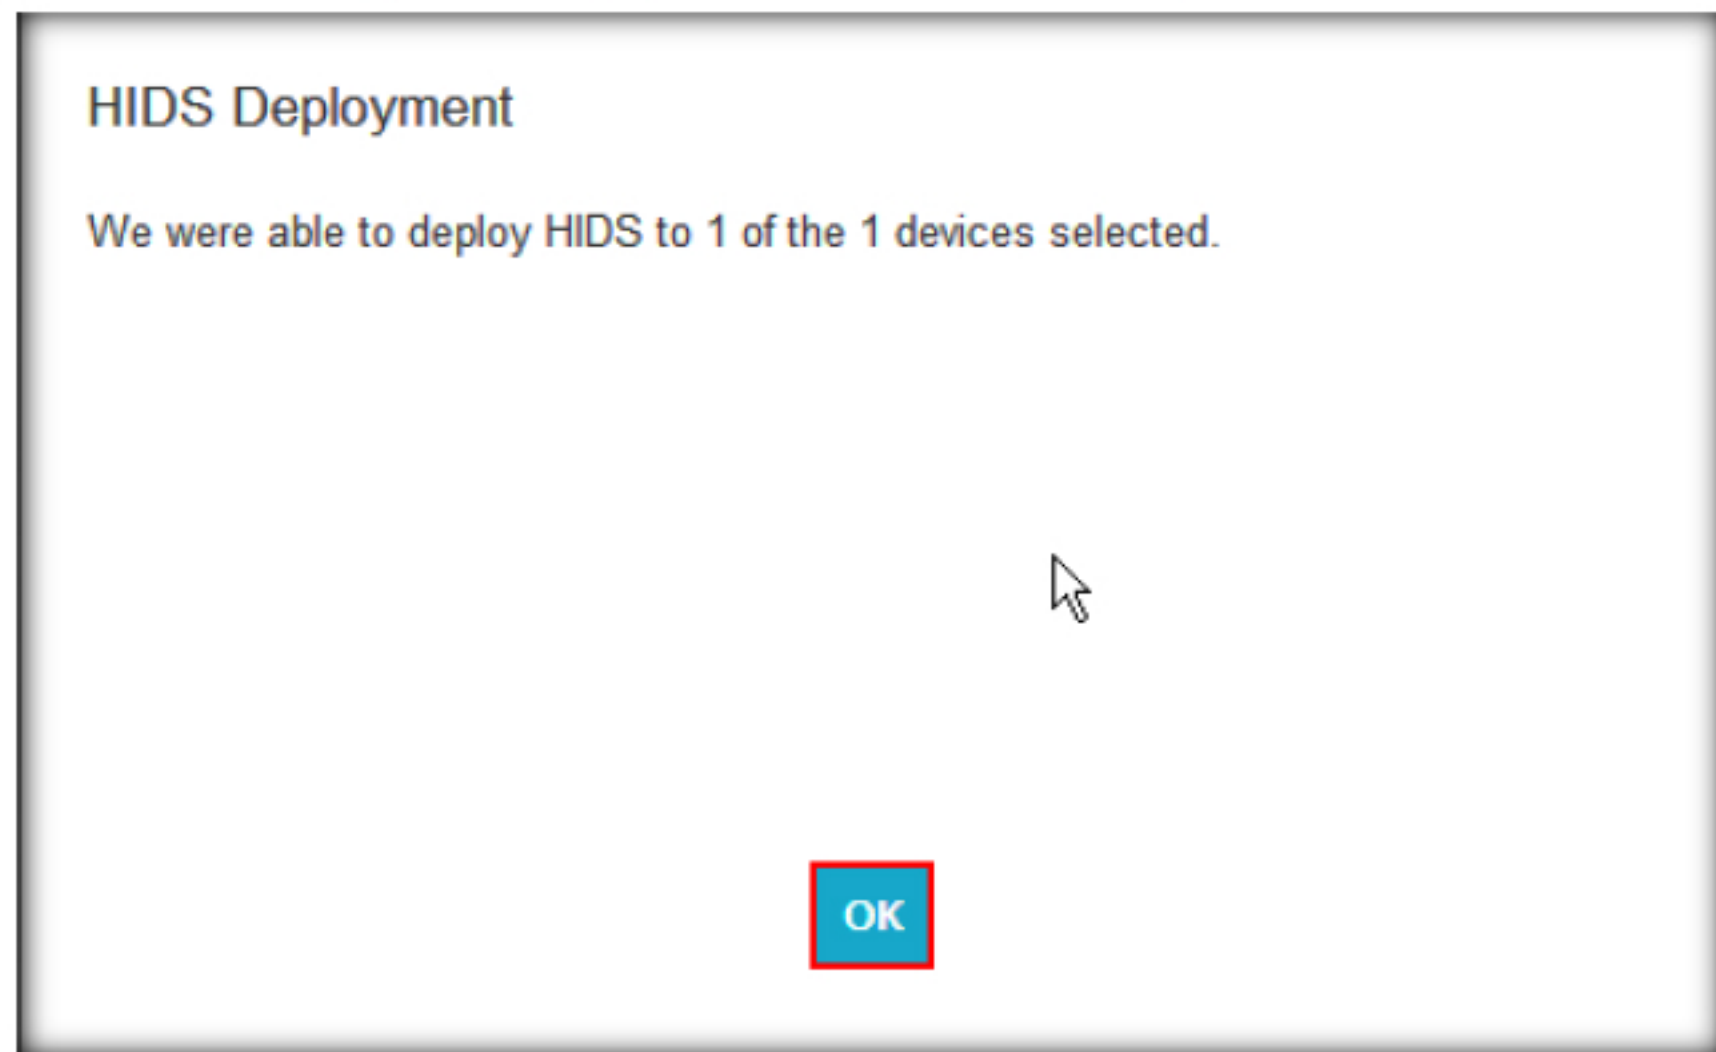 HIDS Deployment
We were able to deploy HIDS to 1 of the 1 devices selected.
OK